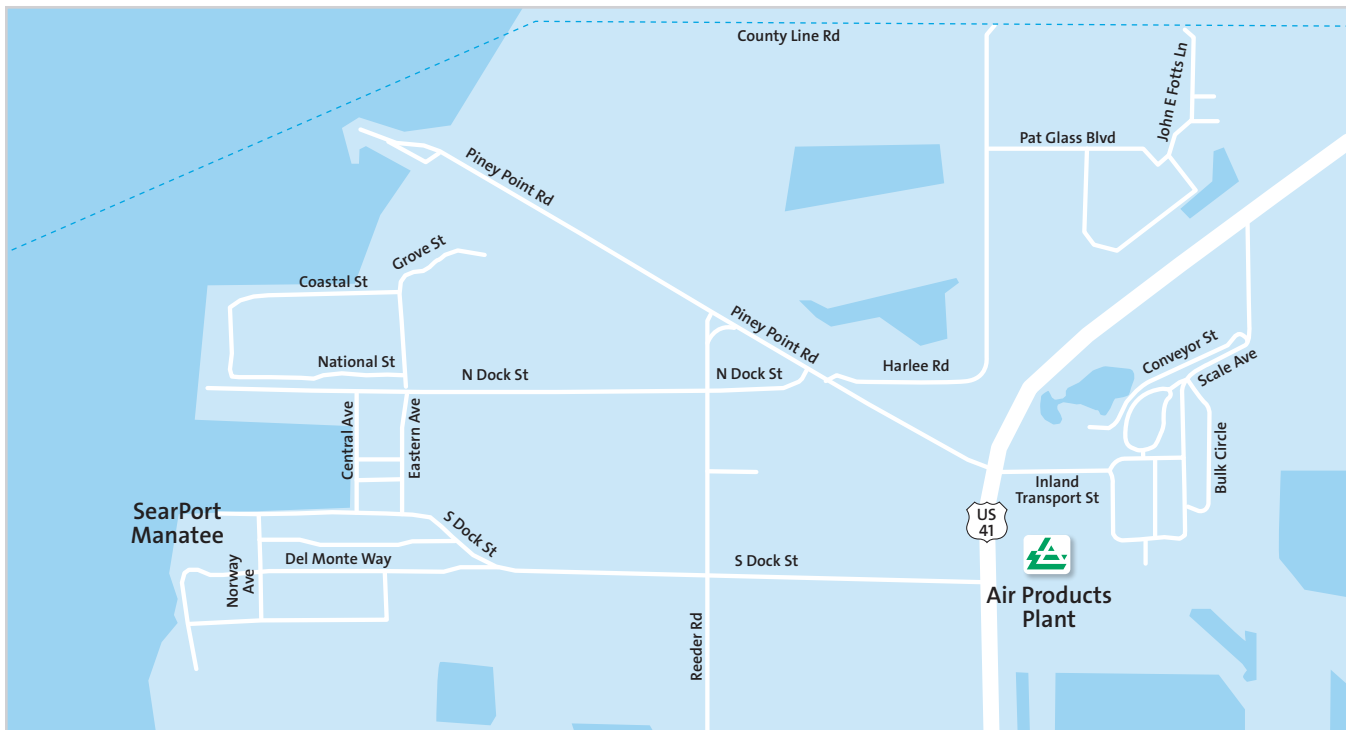 County Line Rd
John E Fotts Ln
Pat Glass Blvd
Piney Point Rd
Grove St
Coastal St
Piney Point Rd
Conveyor St
National St
N Dock St
N Dock St
Harlee Rd
Scale Ave
Central Ave
Eastern Ave
Bulk Circle
Inland
Transport St
SearPort
Manatee
S Dock St
US
41
Del Monte Way
S Dock St
Norway
Ave
Air Products
Plant
Reeder Rd